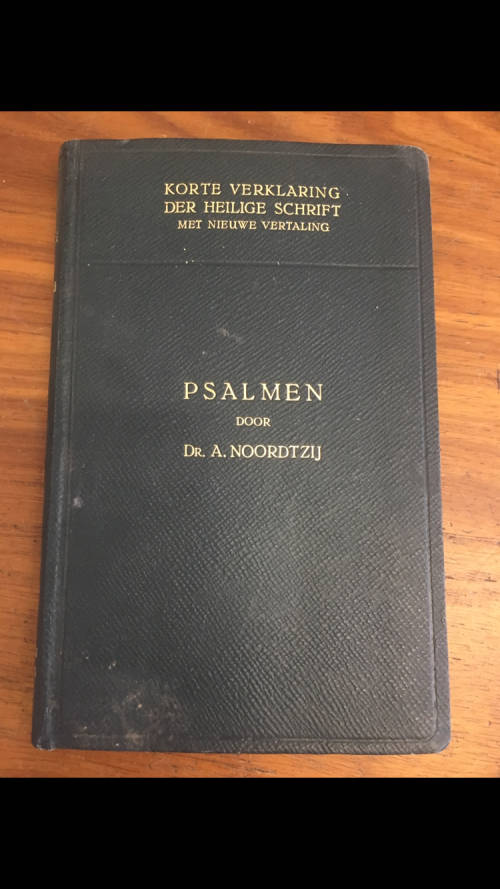 KORTE VERKLARING
DER HEILIGE SCHRIFT
MET NIEUWE VERTALING
PSALMEN
DOOR
DR. A. NOORDTZIJ